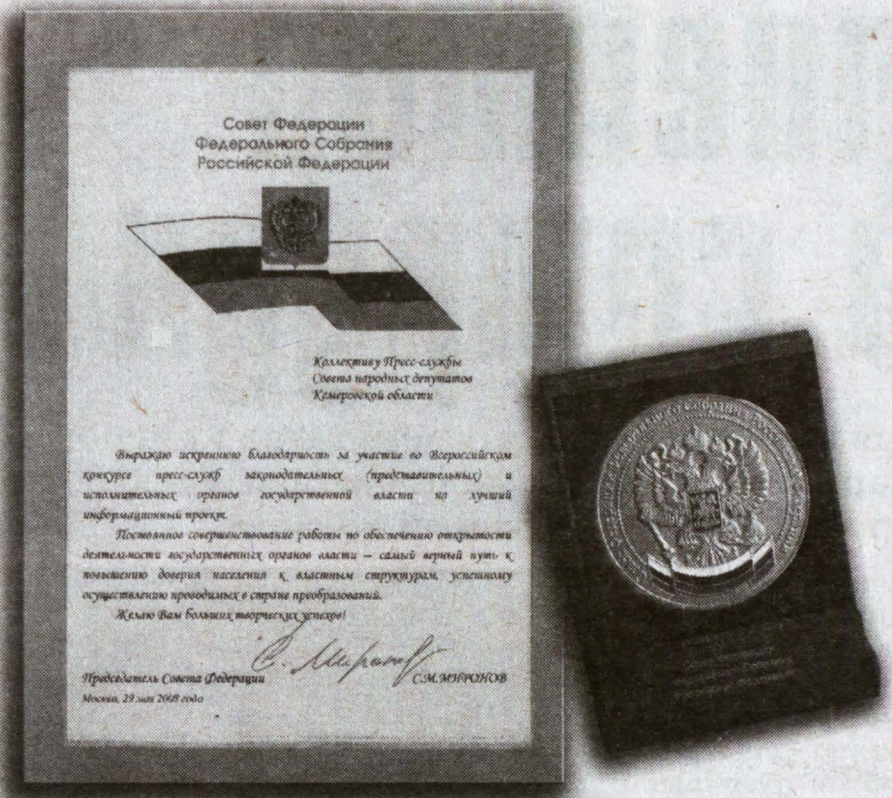 Совет Федерации
Федерального Собрания
Российской Федерации
Коллективу Пресс-службы
Совета народных депутатов
Кемеровской области
Выражаю искреннюю благодарность за участие во Всероссийском
конкурсе пресс-служб законодательных (представительных) и
исполнительных органов государственной власти на лучший
информационный проект.
Постоянное совершенствование работы по обеспечению открытости
деятельности государственных органов власти – самый верный путь к
повышению доверия населения к властным структурам, успешному
осуществлению проводимых в стране преобразований.
Желаю Вам больших творческих успехов!
Председатель Совета Федерации С.М.МИРОНОВ
Москва, 29 мая 2008 года